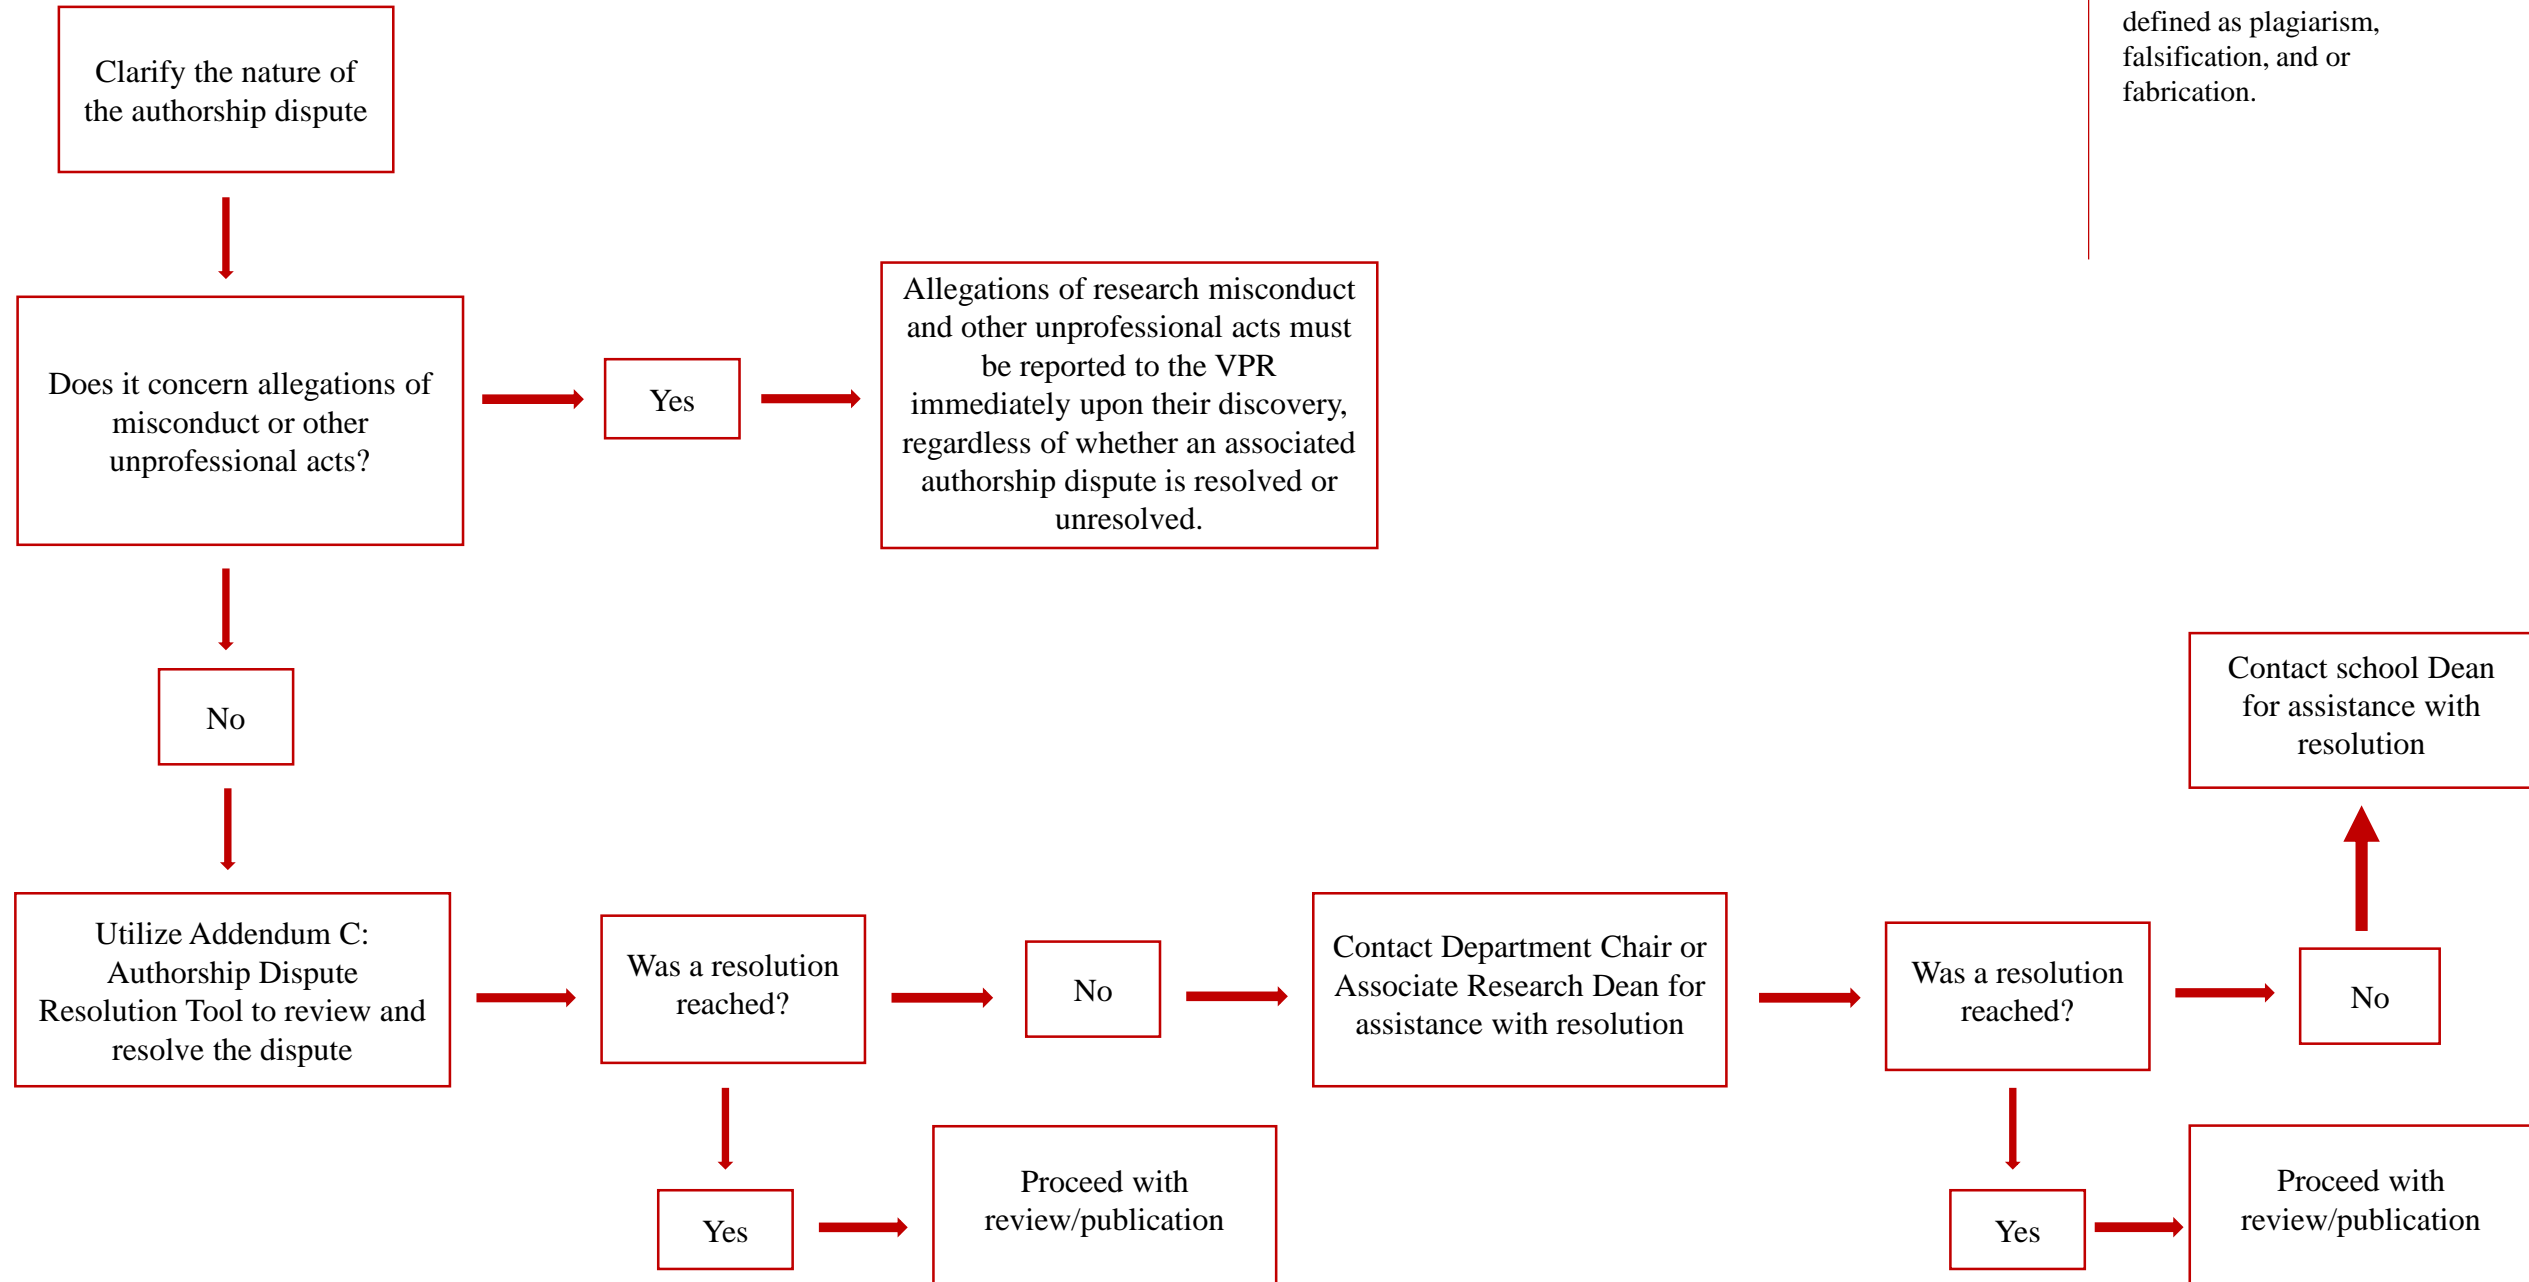 defined as plagiarism,
falsification, and or
fabrication.
Clarify the nature of
the authorship dispute
Does it concern allegations of
misconduct or other
unprofessional acts?
Yes
Allegations of research misconduct
and other unprofessional acts must
be reported to the VPR
immediately upon their discovery,
regardless of whether an associated
authorship dispute is resolved or
unresolved.
No
Utilize Addendum C:
Authorship Dispute
Resolution Tool to review and
resolve the dispute
Was a resolution
reached?
No
Contact Department Chair or
Associate Research Dean for
assistance with resolution
Was a resolution
reached?
No
Contact school Dean
for assistance with
resolution
Yes
Proceed with
review/publication
Yes
Proceed with
review/publication